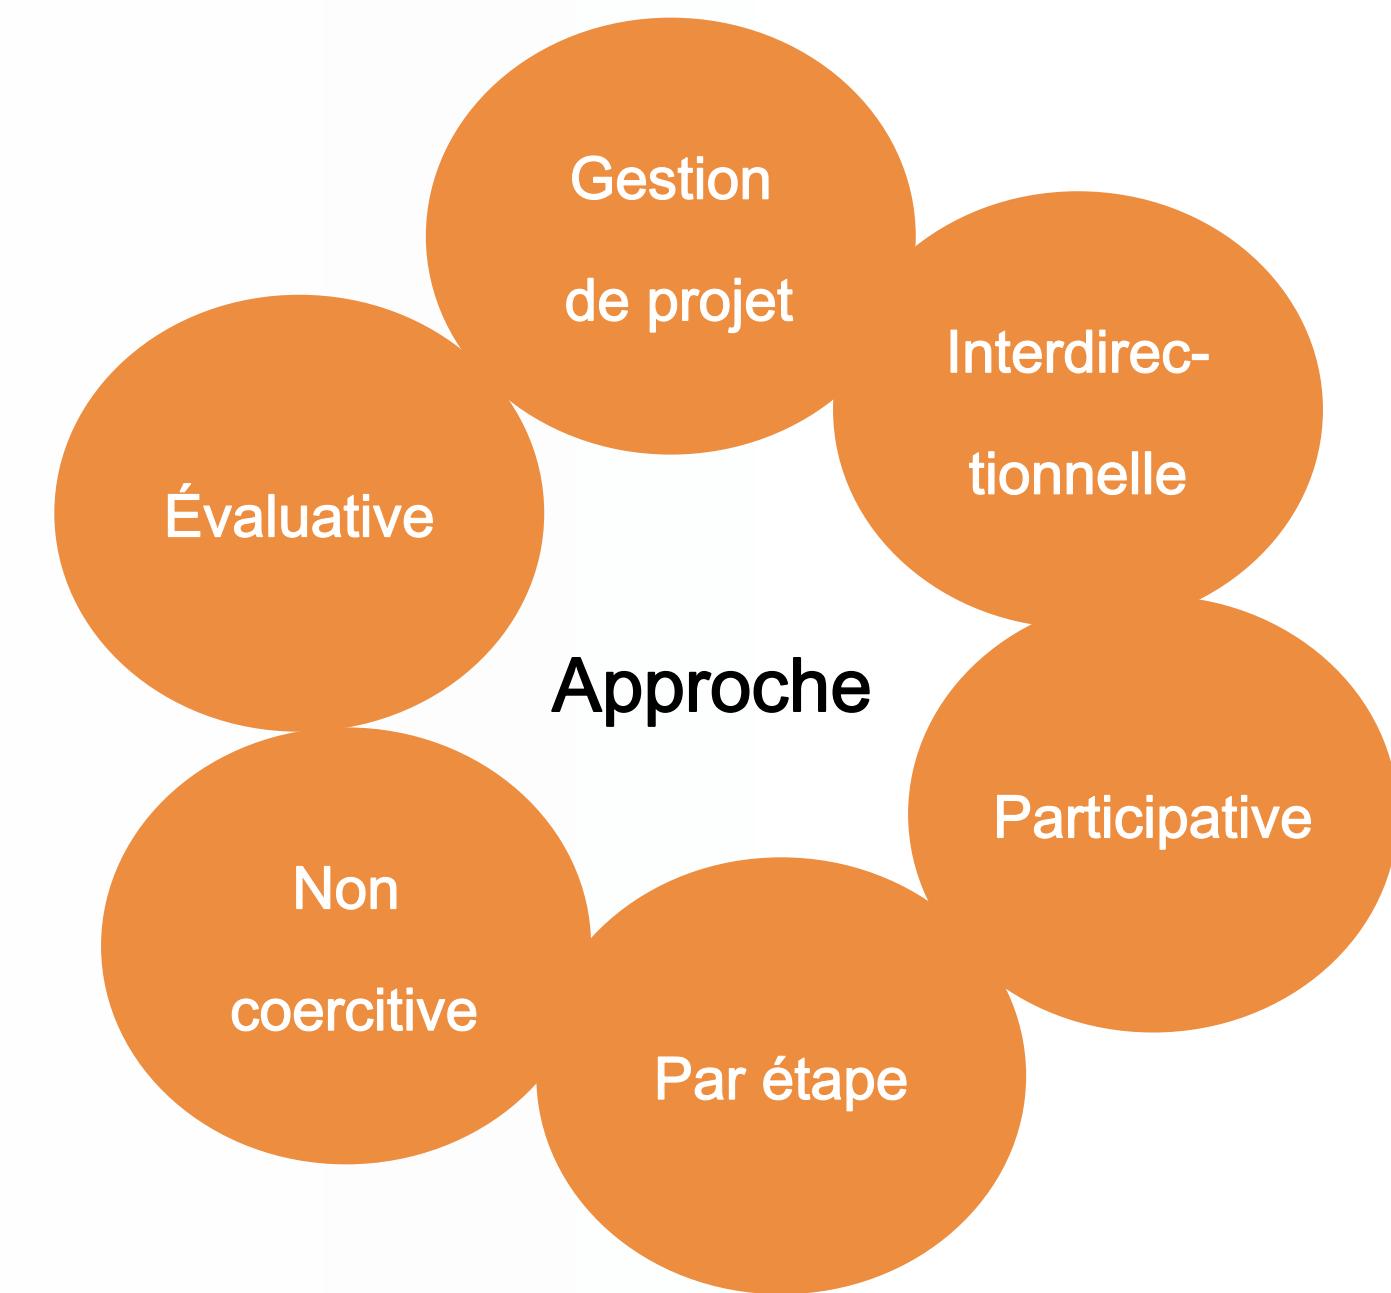 Gestion
de projet
Interdirec-
tionnelle
Évaluative
Approche
Participative
Non
coercitive
Par étape